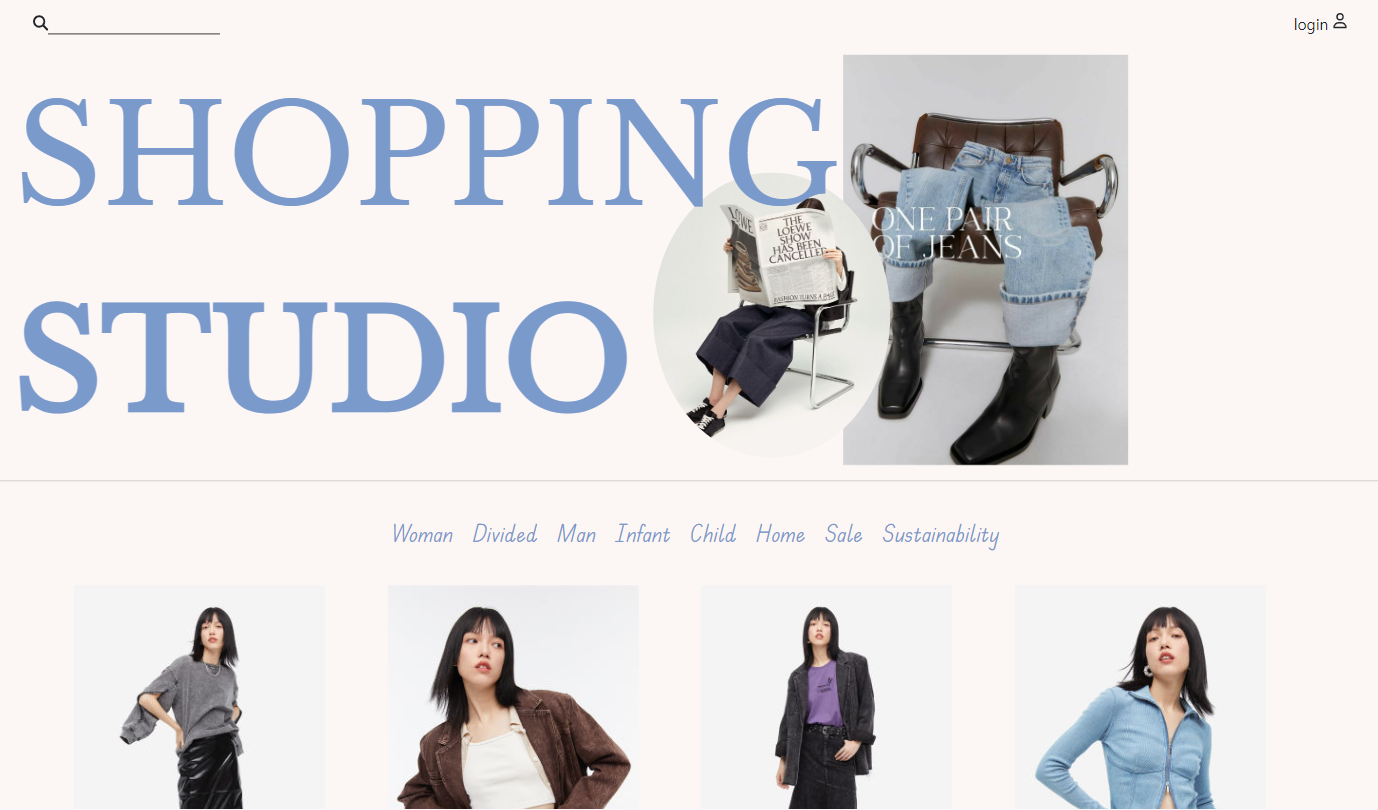 login
SHOPPING
STUDIO
LOEWE
THE
LOEWE
SHOW
HAS BEEN
CANCELLED
FASHION TURNS A PAGE
ONE PAIR
OF JEANS
Woman Divided Man Infant Child Home Sale Sustainability